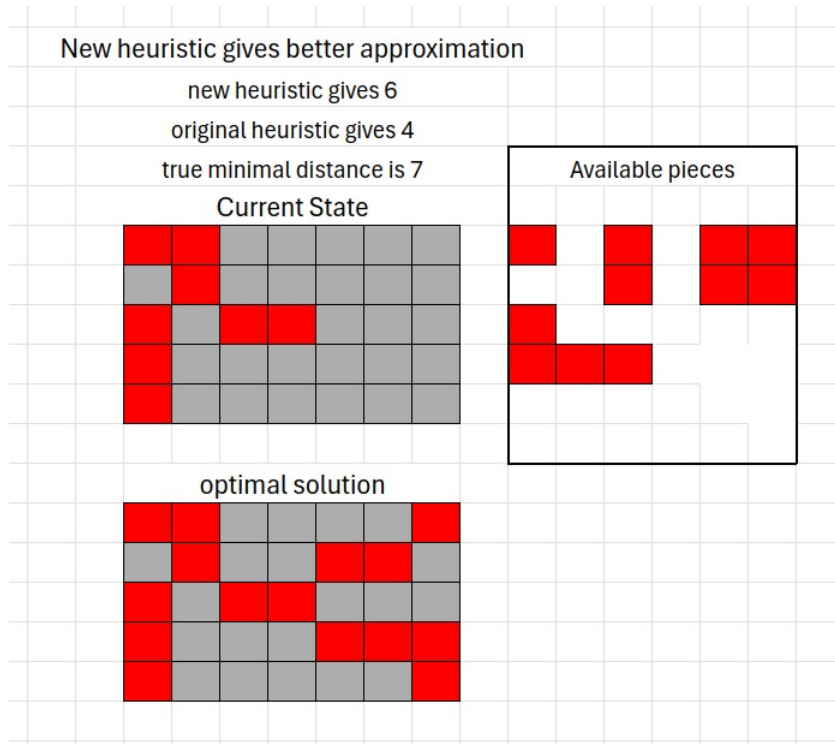 New heuristic gives better approximation
new heuristic gives 6
original heuristic gives 4
true minimal distance is 7
Available pieces
Current State
optimal solution